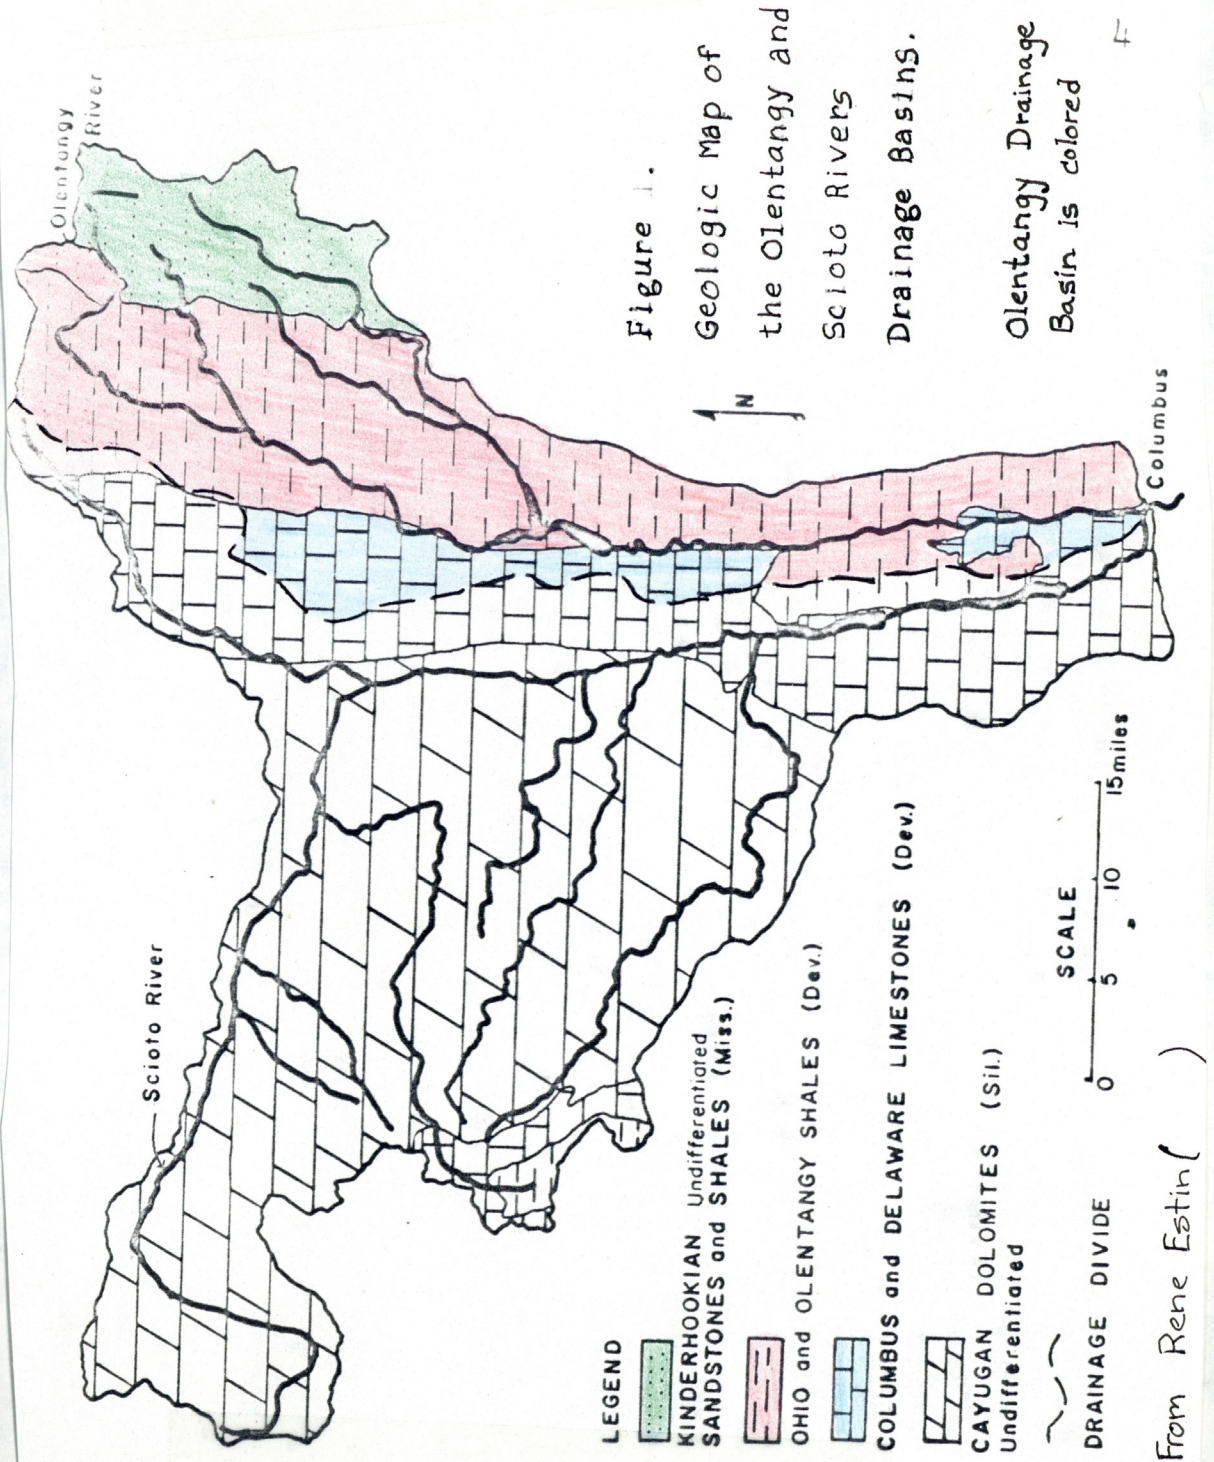 Olentangy
River
Scioto River
Figure 1.
Geologic Map of
the Olentangy and
Scioto Rivers
Drainage Basins.
Olentangy Drainage
Basin is colored
N
Columbus
LEGEND
KINDERHOOKIAN Undifferentiated
SANDSTONES and SHALES (Miss.)
OHIO and OLENTANGY SHALES (Dev.)
COLUMBUS and DELAWARE LIMESTONES (Dev.)
CAYUGAN DOLOMITES (Sil.)
Undifferentiated
DRAINAGE DIVIDE
SCALE
0 5 10 15 miles
From Rene Estin( )